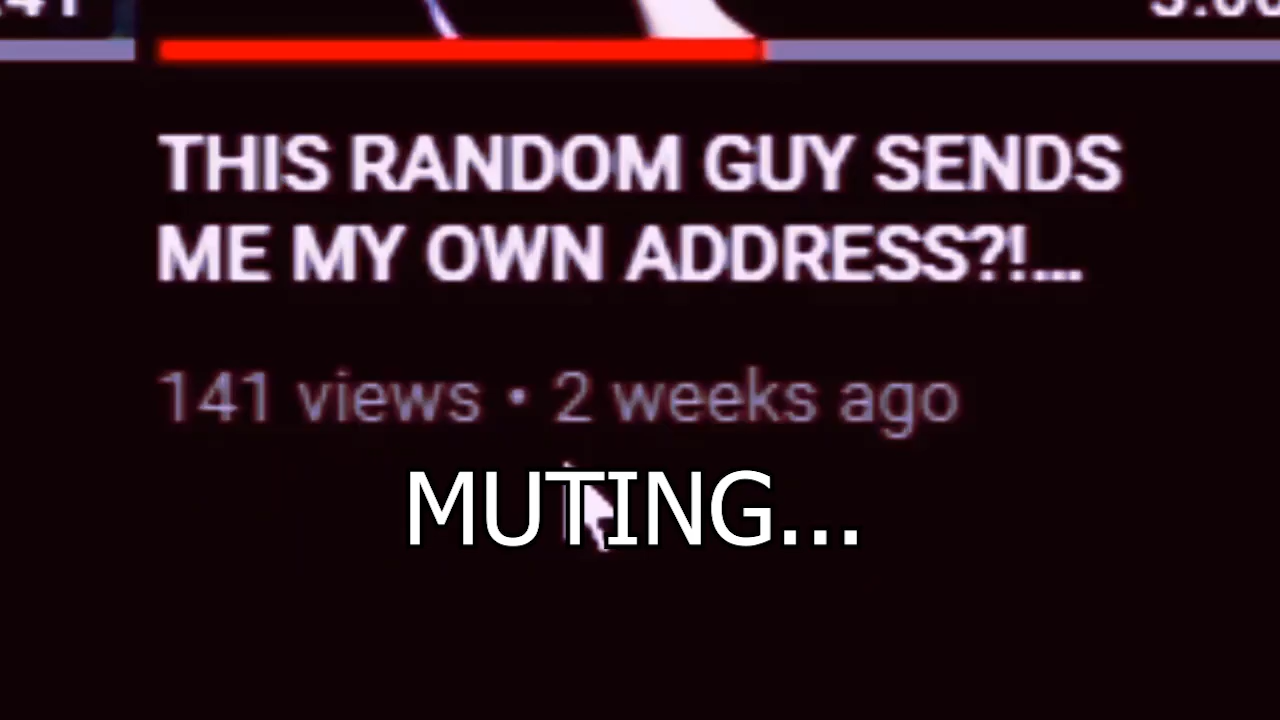 THIS RANDOM GUY SENDS
ME MY OWN ADDRESS?!...
141 views • 2 weeks ago
MUTING...